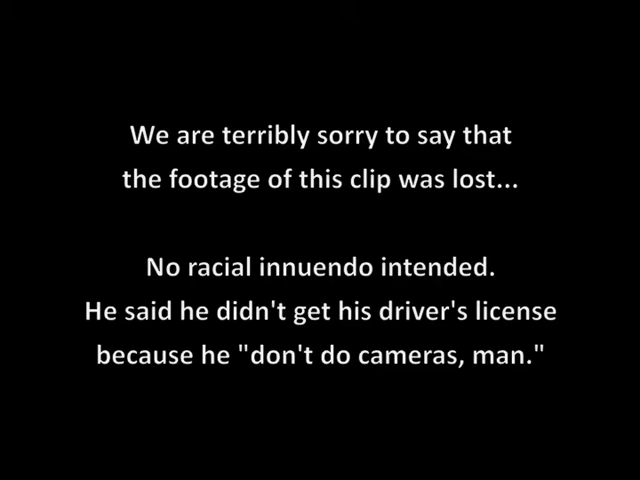 We are terribly sorry to say that
the footage of this clip was lost...
No racial innuendo intended.
He said he didn't get his driver's license
because he "don't do cameras, man."